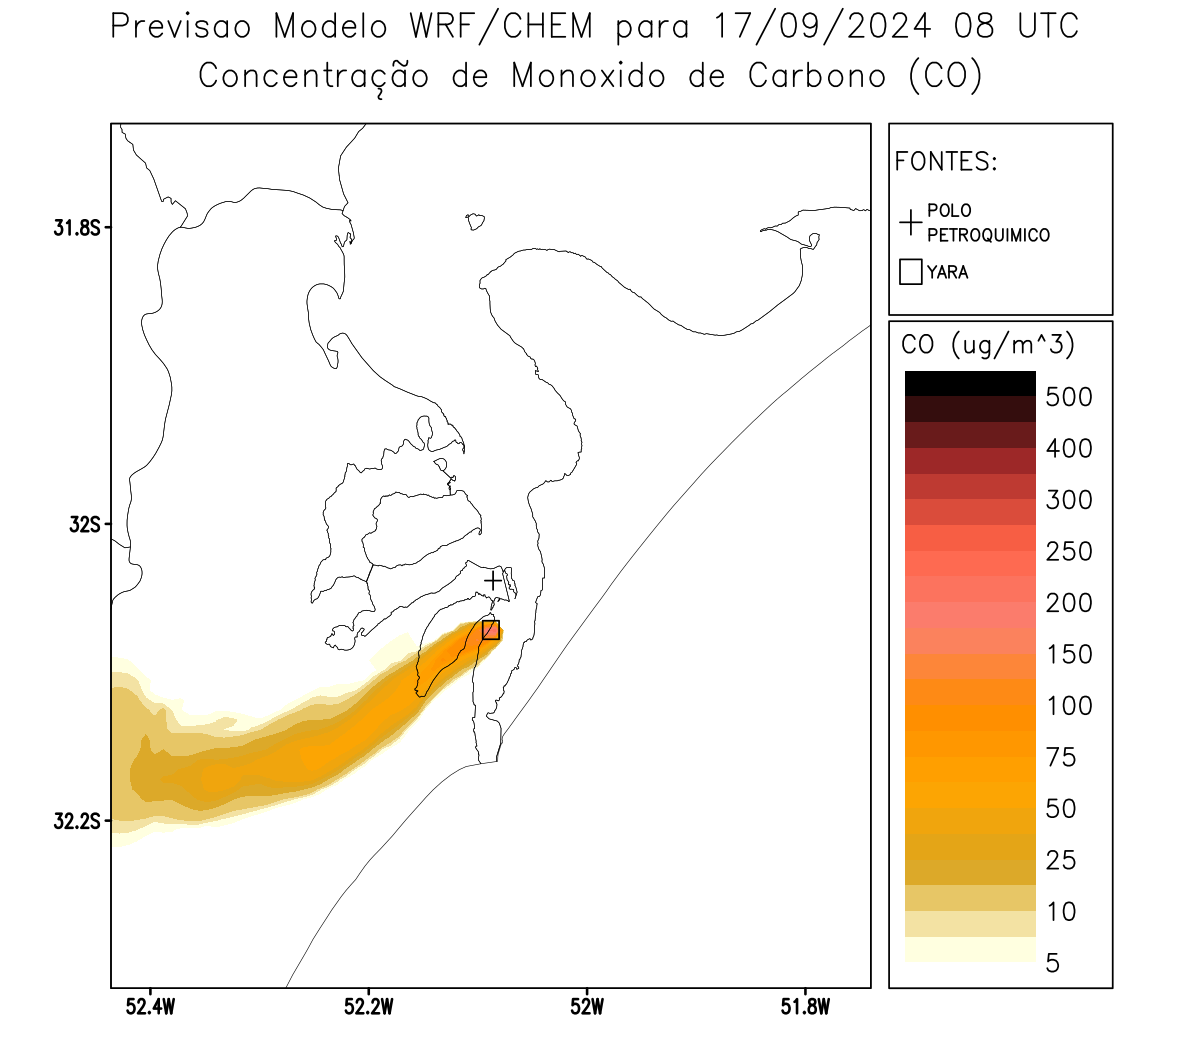 Previsao Modelo WRF/CHEM para 17/09/2024 08 UTC
Concentração de Monoxido de Carbono (CO)
FONTES:
POLO
PETROQUIMICO
YARA
CO (ug/m^3)
500
400
300
250
200
150
100
75
50
25
10
5
31.8S
32S
32.2S
52.4W
52.2W
52W
51.8W